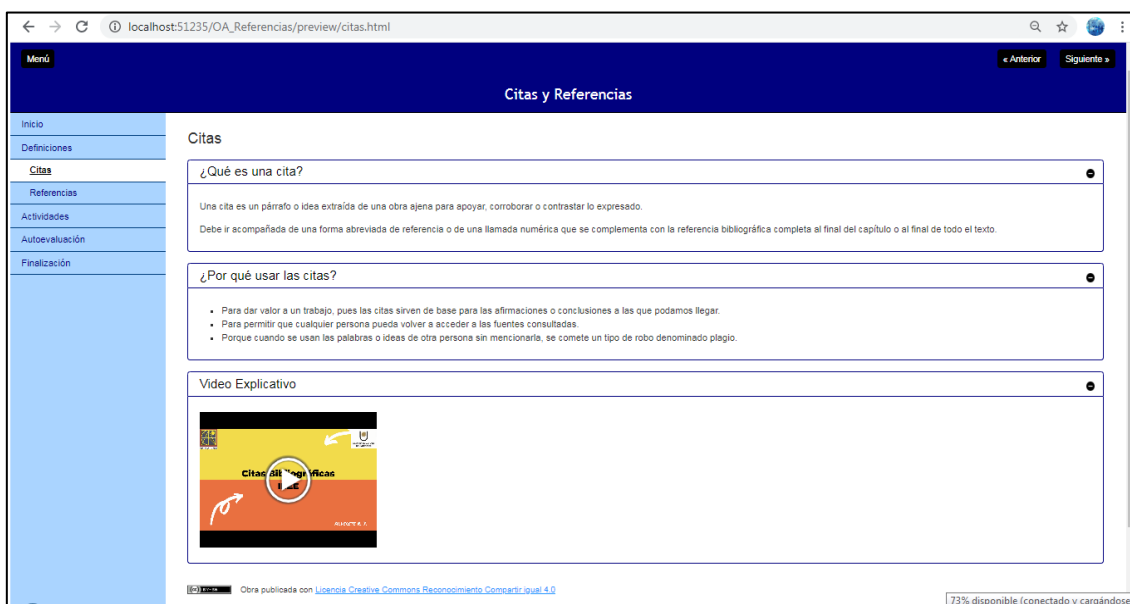 localhost:51235/OA_Referencias/preview/citas.html
Menú
« Anterior
Siguiente »
Citas y Referencias
Inicio
Definiciones
Citas
Referencias
Actividades
Autoevaluación
Finalización
Citas
¿Qué es una cita?
Una cita es un párrafo o idea extraída de una obra ajena para apoyar, corroborar o contrastar lo expresado.
Debe ir acompañada de una forma abreviada de referencia o de una llamada numérica que se complementa con la referencia bibliográfica completa al final del capítulo o al final de todo el texto.
¿Por qué usar las citas?
Para dar valor a un trabajo, pues las citas sirven de base para las afirmaciones o conclusiones a las que podamos llegar.
Para permitir que cualquier persona pueda volver a acceder a las fuentes consultadas.
Porque cuando se usan las palabras o ideas de otra persona sin mencionarla, se comete un tipo de robo denominado plagio.
Video Explicativo
Citas Bibliográficas
Obra publicada con Licencia Creative Commons Reconocimiento Compartir igual 4.0
73% disponible (conectado y cargándose